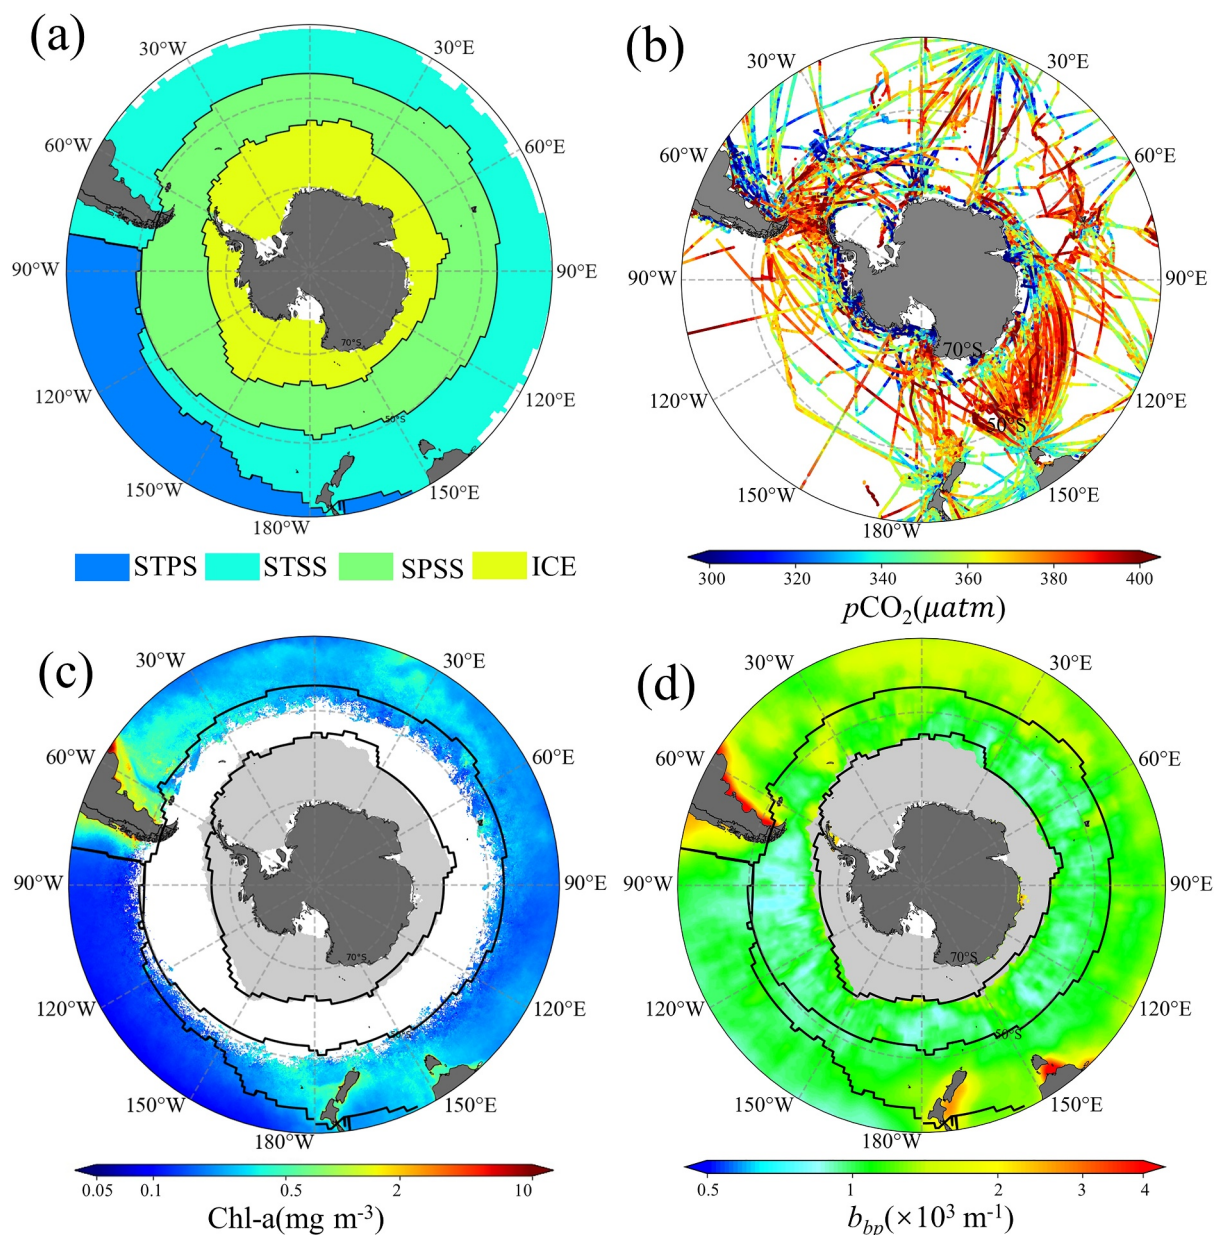 (a)
30°W
30°E
60°W
60°E
90°W
90°E
70°S
120°W
120°E
50°S
150°W
150°E
180°W
STPS
STSS
SPSS
ICE
(b)
30°W
30°E
60°W
60°E
90°W
90°E
70°S
120°W
120°E
50°S
150°W
150°E
180°W
300
320
340
360
380
400
pCO₂(μatm)
(c)
30°W
30°E
60°W
60°E
90°W
90°E
70°S
120°W
120°E
50°S
150°W
150°E
180°W
0.05
0.1
0.5
2
10
Chl-a(mg m⁻³)
(d)
30°W
30°E
60°W
60°E
90°W
90°E
70°S
120°W
120°E
50°S
150°W
150°E
180°W
0.5
1
2
3
4
b_bp(×10³ m⁻¹)